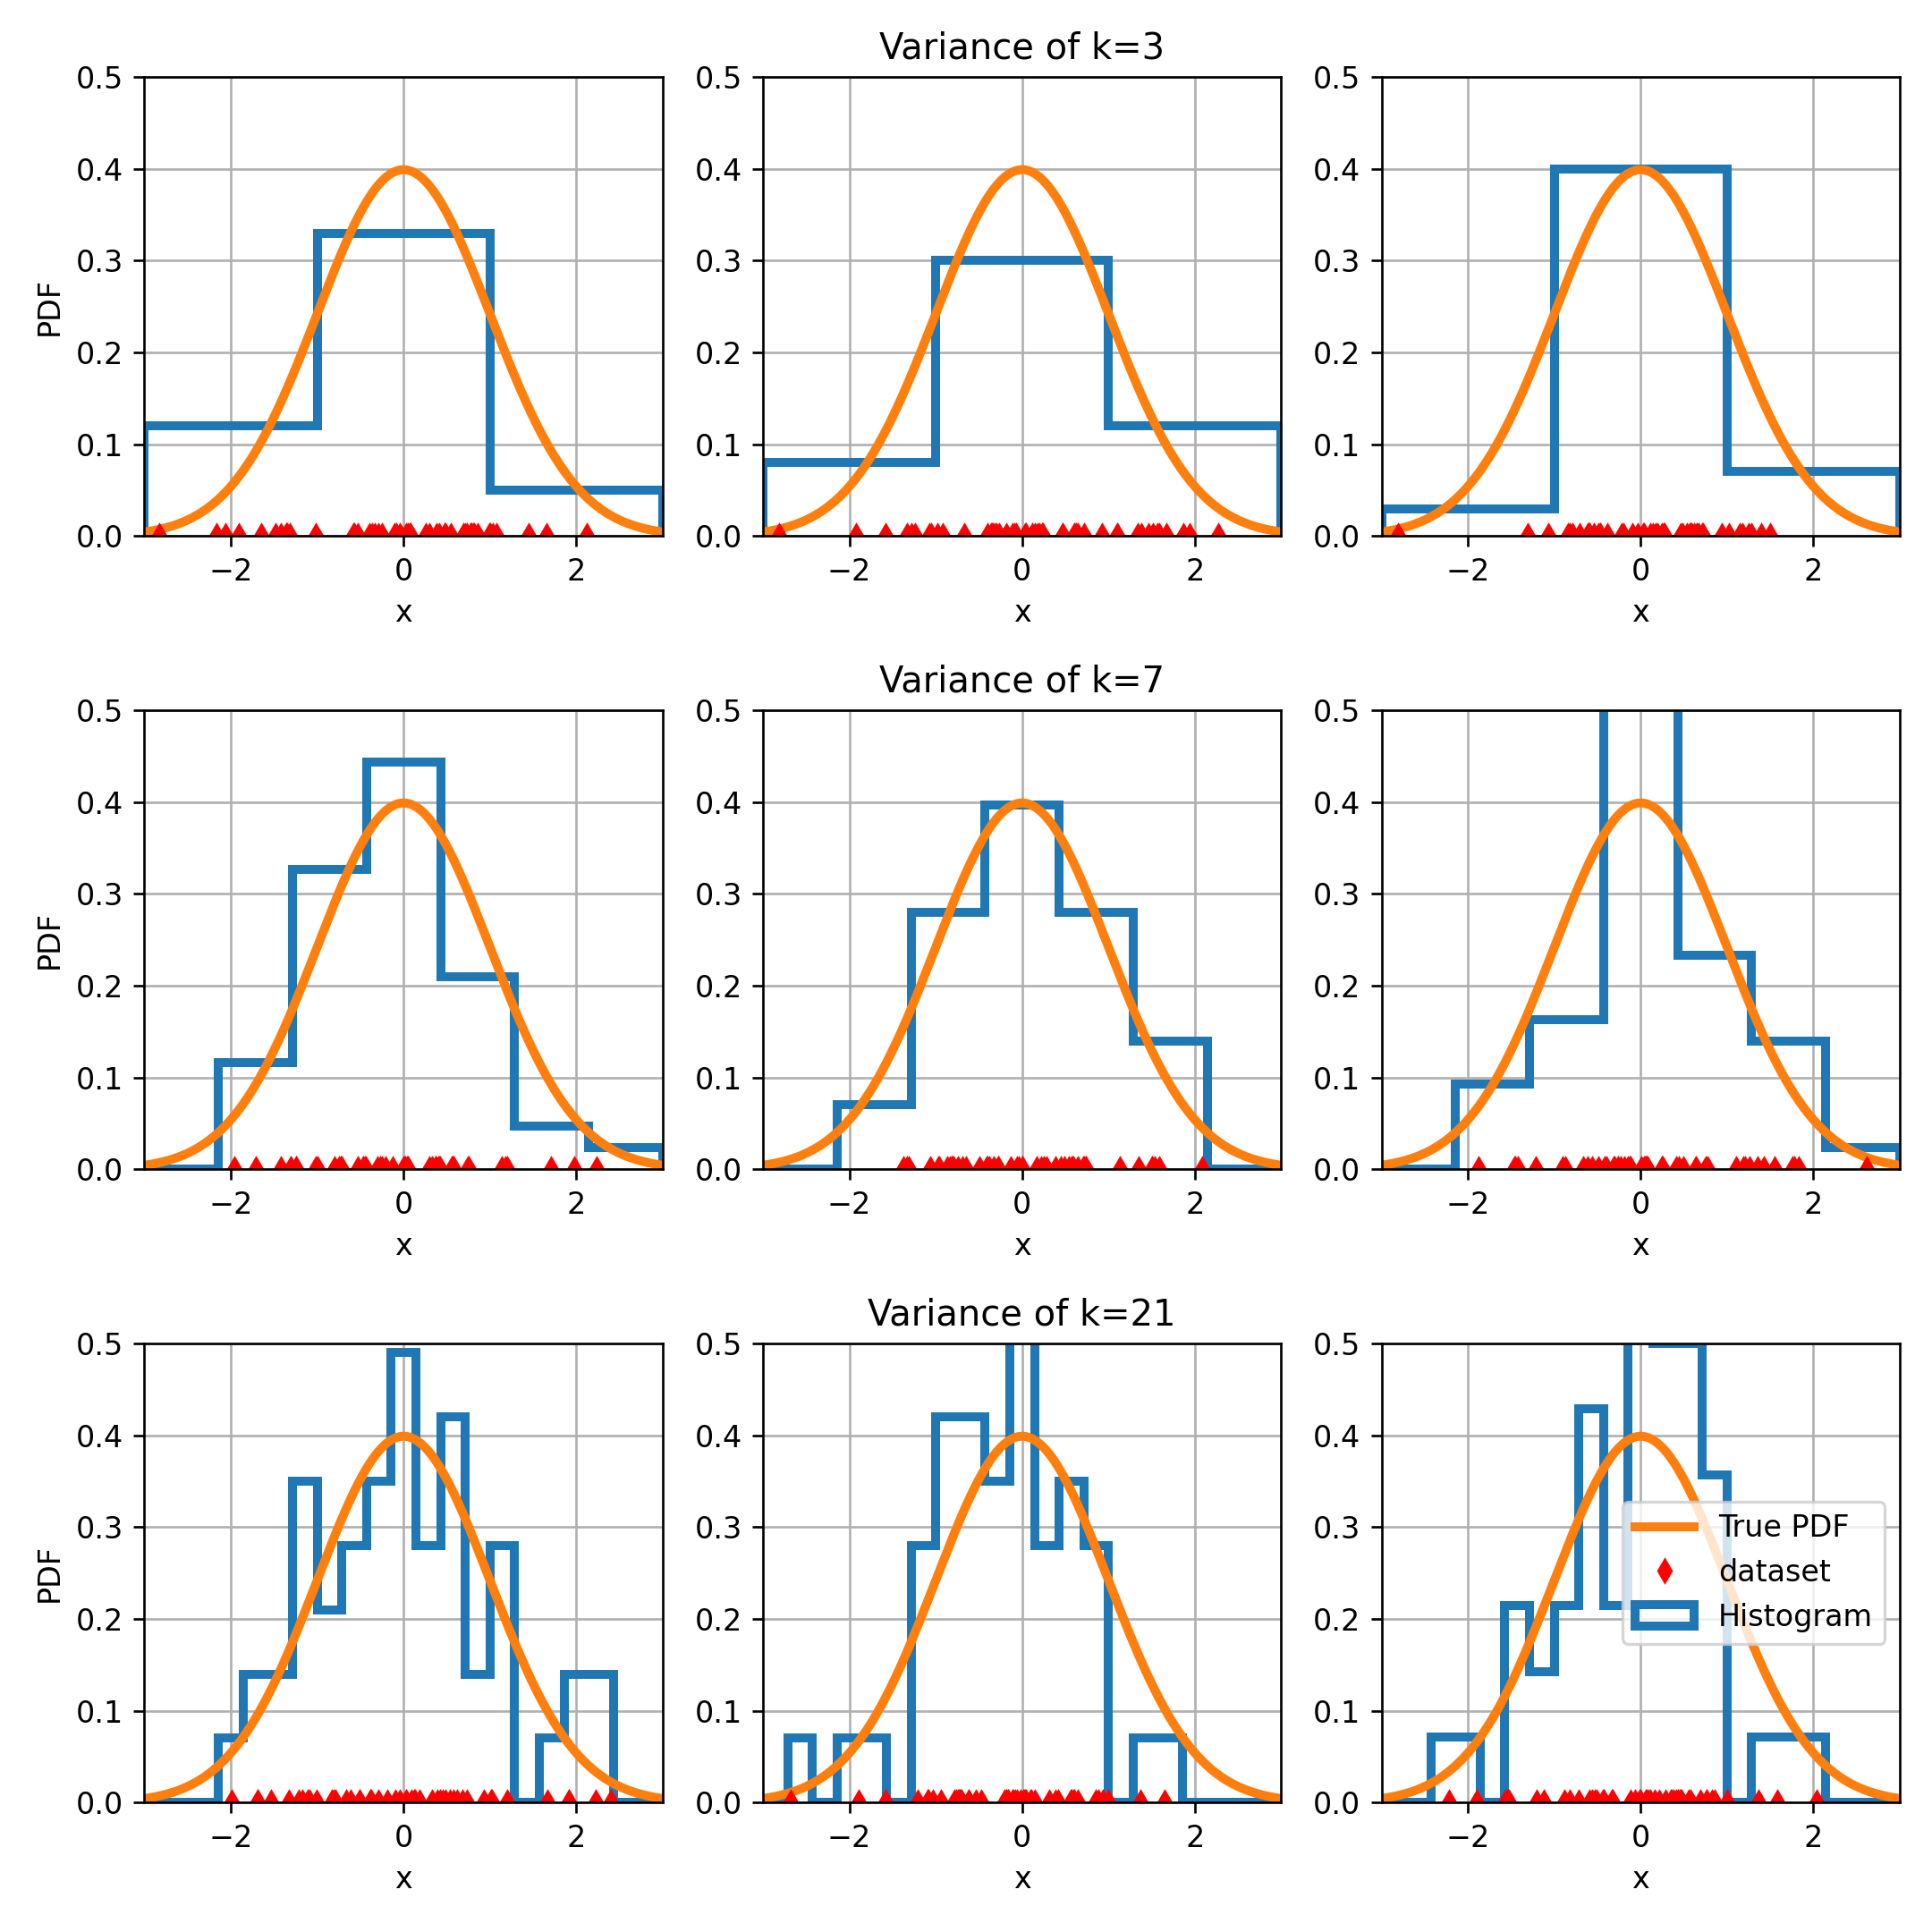 Variance of k=3
0.5 0.5 0.5
0.4 0.4 0.4
0.3 0.3 0.3
PDF
0.2 0.2 0.2
0.1 0.1 0.1
0.0 0.0 0.0
−2 0 2 −2 0 2 −2 0 2
x x x
Variance of k=7
0.5 0.5 0.5
0.4 0.4 0.4
0.3 0.3 0.3
PDF
0.2 0.2 0.2
0.1 0.1 0.1
0.0 0.0 0.0
−2 0 2 −2 0 2 −2 0 2
x x x
Variance of k=21
0.5 0.5 0.5
0.4 0.4 0.4
0.3 0.3 0.3
True PDF
PDF
dataset
0.2 0.2 0.2
Histogram
0.1 0.1 0.1
0.0 0.0 0.0
−2 0 2 −2 0 2 −2 0 2
x x x